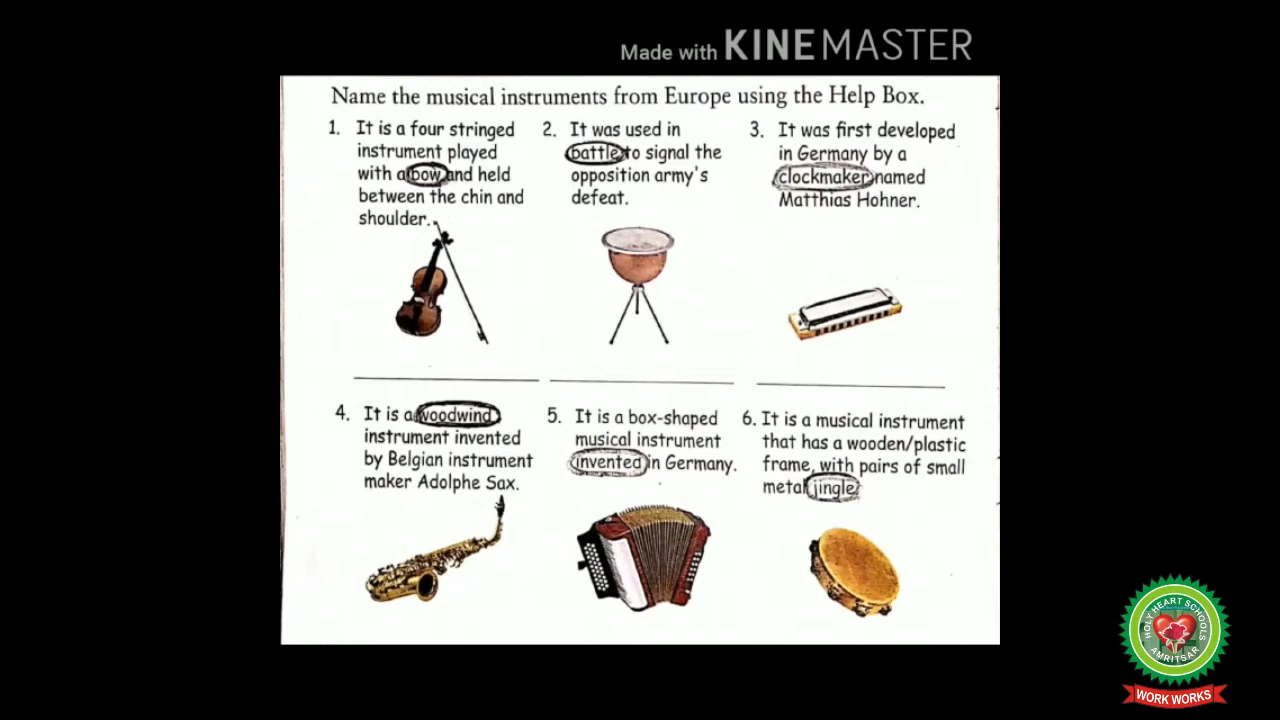 Made with KINEMASTER
Name the musical instruments from Europe using the Help Box.
1. It is a four stringed
instrument played
with a bow and held
between the chin and
shoulder.
2. It was used in
battle to signal the
opposition army's
defeat.
3. It was first developed
in Germany by a
clockmaker named
Matthias Hohner.
4. It is a woodwind
instrument invented
by Belgian instrument
maker Adolphe Sax.
5. It is a box-shaped
musical instrument
invented in Germany.
6. It is a musical instrument
that has a wooden/plastic
frame, with pairs of small
metal jingle
HOLY HEART SCHOOLS
AMRITSAR
WORK WORKS